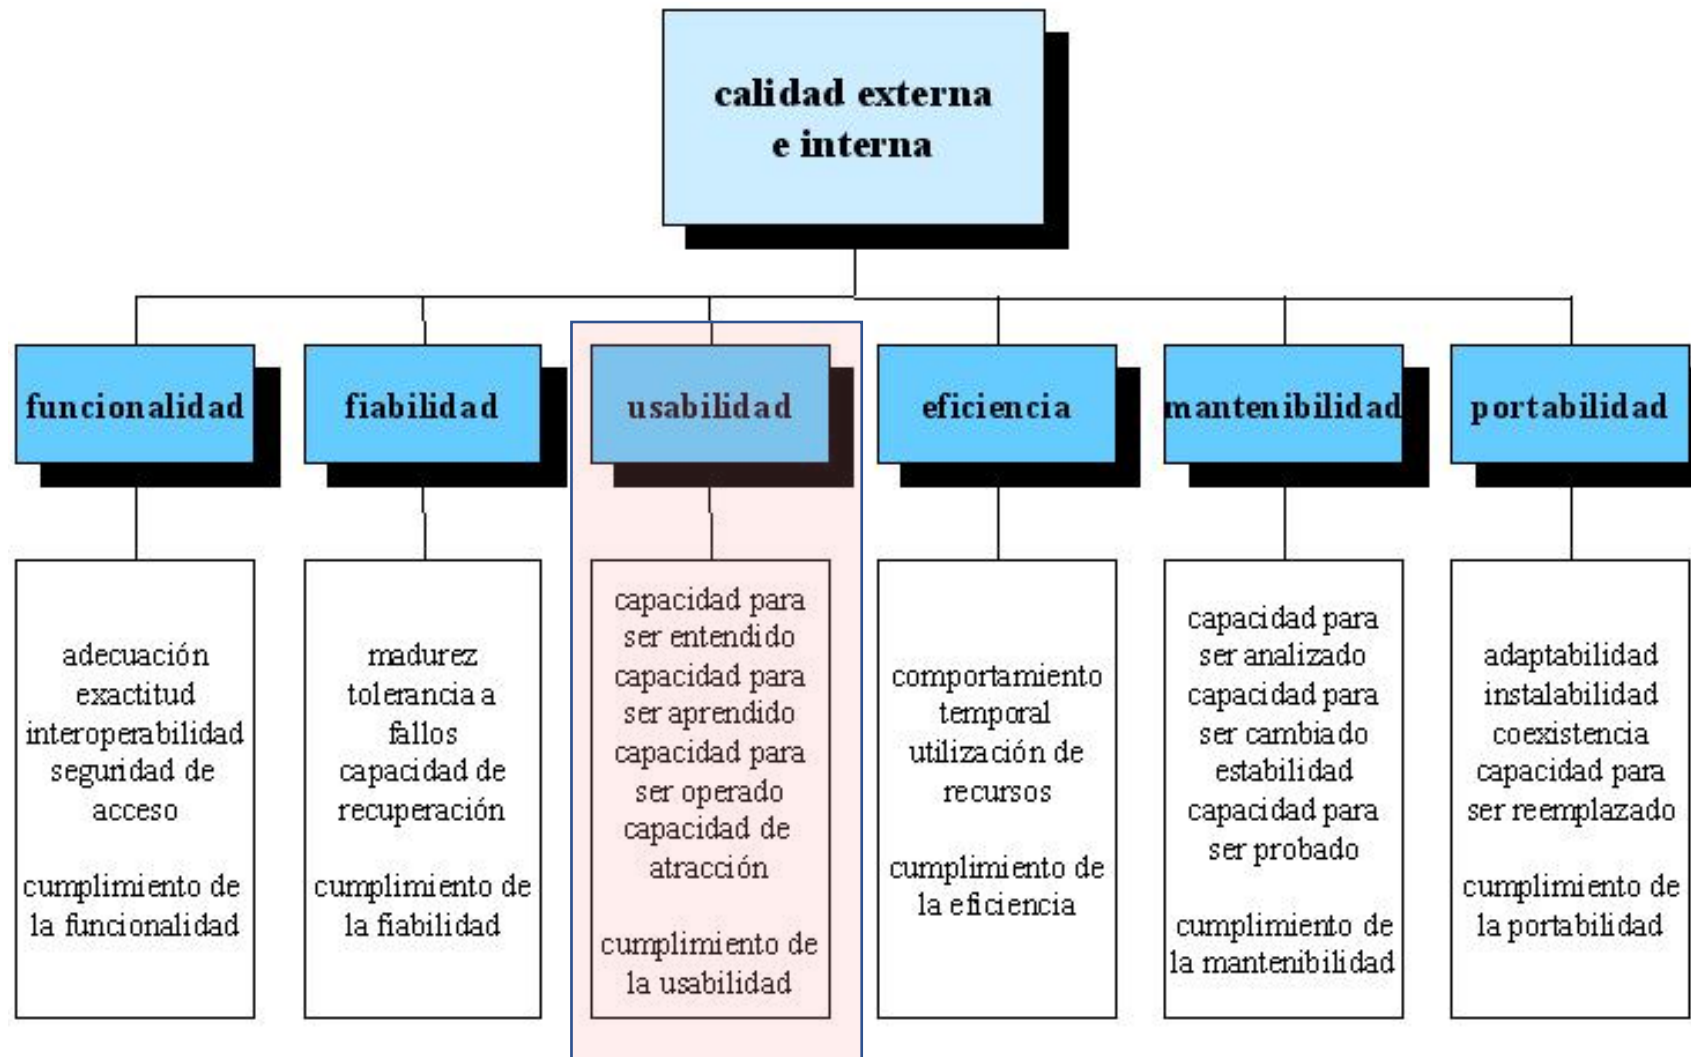 calidad externa
e interna
funcionalidad
fiabilidad
usabilidad
eficiencia
mantenibilidad
portabilidad
adecuación
exactitud
interoperabilidad
seguridad de
acceso
cumplimiento de
la funcionalidad
madurez
tolerancia a
fallos
capacidad de
recuperación
cumplimiento de
la fiabilidad
capacidad para
ser entendido
capacidad para
ser aprendido
capacidad para
ser operado
capacidad de
atracción
cumplimiento de
la usabilidad
comportamiento
temporal
utilización de
recursos
cumplimiento de
la eficiencia
capacidad para
ser analizado
capacidad para
ser cambiado
estabilidad
capacidad para
ser probado
cumplimiento de
la mantenibilidad
adaptabilidad
instalabilidad
coexistencia
capacidad para
ser reemplazado
cumplimiento de
la portabilidad